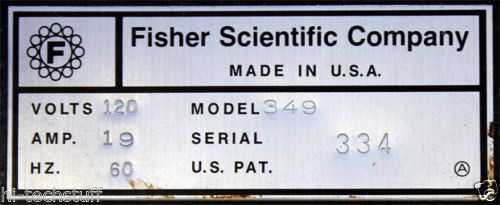 F
Fisher Scientific Company
MADE IN U.S.A.
VOLTS 120 MODEL 349
AMP. 19 SERIAL 334
HZ. 60 U.S. PAT.
A
hi-techstuff